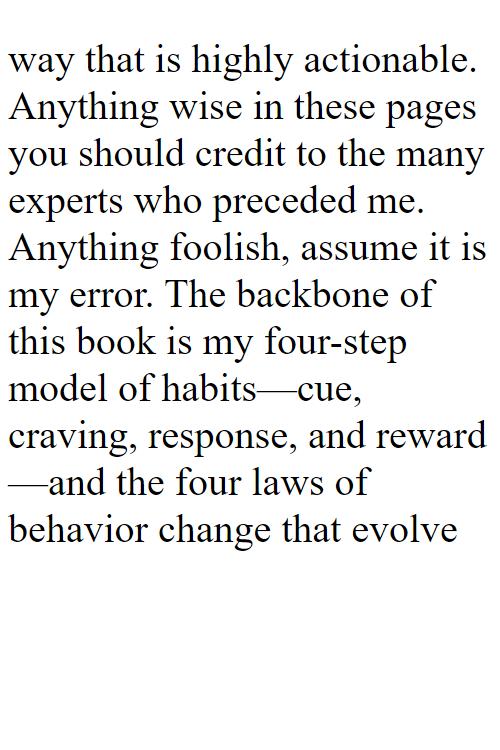 way that is highly actionable.
Anything wise in these pages
you should credit to the many
experts who preceded me.
Anything foolish, assume it is
my error. The backbone of
this book is my four-step
model of habits—cue,
craving, response, and reward
—and the four laws of
behavior change that evolve